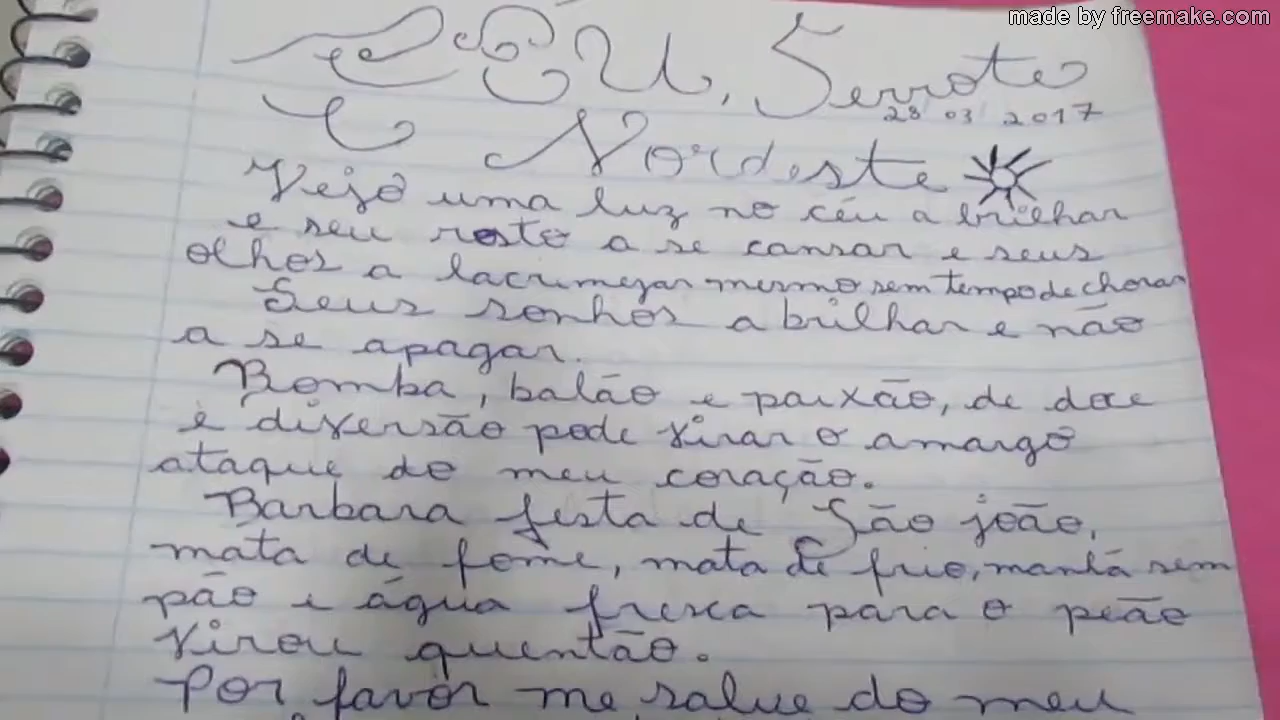 made by freemake.com
CÉU, Serrote
28 03 2017
Nordeste
Vejo uma luz no céu a brilhar
e seu rosto a se cansar e seus
olhos a lacrimejar mesmo sem tempo de chorar
Seus sonhos a brilhar e não
a se apagar.
Bomba, balão e paixão, de doce
e diversão pode virar o amargo
ataque do meu coração.
Barbara festa de São joão,
mata de fome, mata de frio, mantá sem
pão e água fresca para o peão
virou quentão.
Por favor me salve do meu